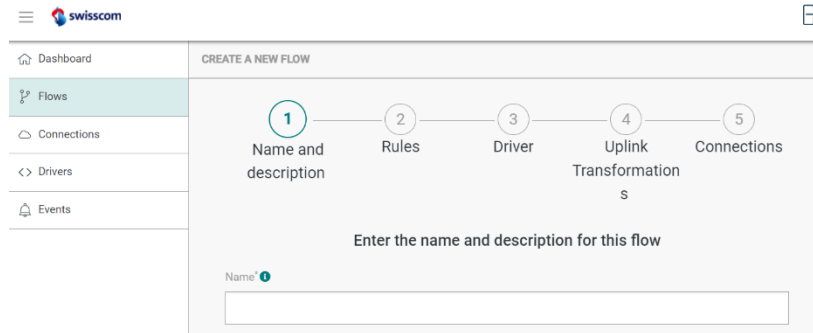 swisscom
Dashboard
CREATE A NEW FLOW
Flows
Connections
Drivers
Events
1
2
3
4
5
Name and
description
Rules
Driver
Uplink
Transformation
s
Connections
Enter the name and description for this flow
Name*